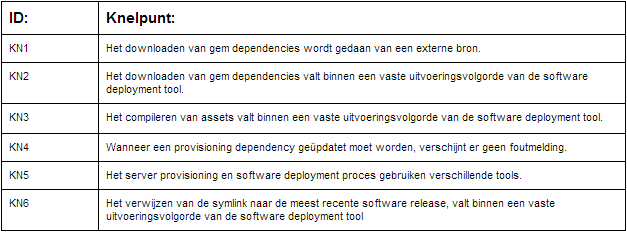 ID: Knelpunt:
KN1 Het downloaden van gem dependencies wordt gedaan van een externe bron.
KN2 Het downloaden van gem dependencies valt binnen een vaste uitvoeringsvolgorde van de software
deployment tool.
KN3 Het compileren van assets valt binnen een vaste uitvoeringsvolgorde van de software deployment tool.
KN4 Wanneer een provisioning dependency geüpdatet moet worden, verschijnt er geen foutmelding.
KN5 Het server provisioning en software deployment proces gebruiken verschillende tools.
KN6 Het verwijzen van de symlink naar de meest recente software release, valt binnen een vaste
uitvoeringsvolgorde van de software deployment tool